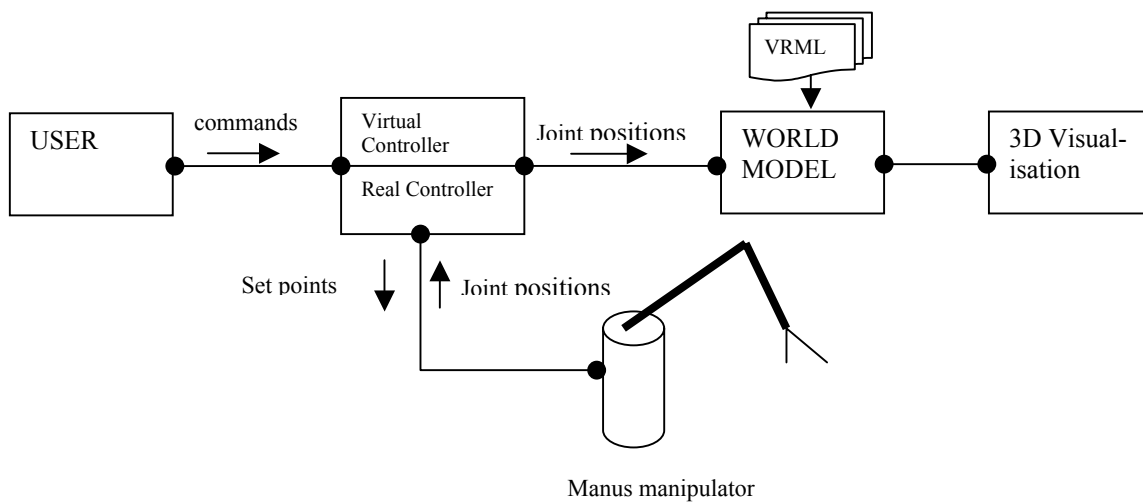 VRML
USER
commands
Virtual
Controller
Real Controller
Joint positions
WORLD
MODEL
3D Visual-
isation
Set points
Joint positions
Manus manipulator